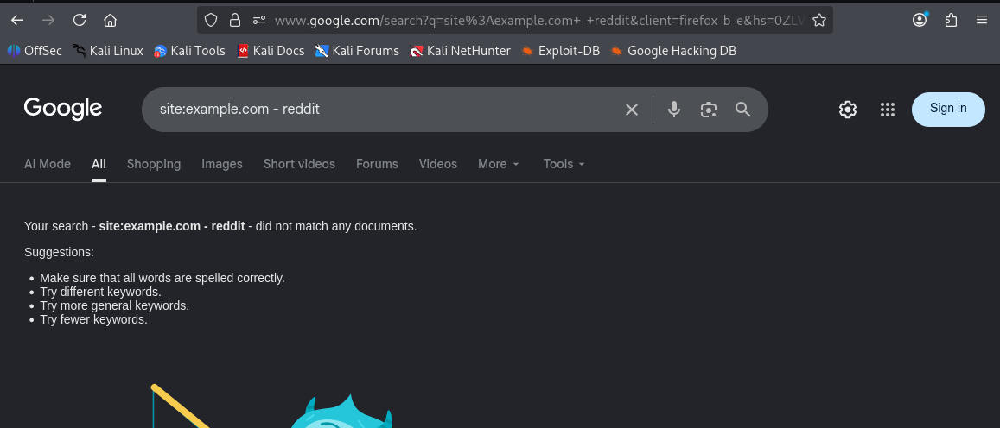 www.google.com/search?q=site%3Aexample.com+-+reddit&client=firefox-b-e&hs=0ZL
OffSec Kali Linux Kali Tools Kali Docs Kali Forums Kali NetHunter Exploit-DB Google Hacking DB
Google site:example.com - reddit Sign in
AI Mode All Shopping Images Short videos Forums Videos More Tools
Your search - site:example.com - reddit - did not match any documents.
Suggestions:
Make sure that all words are spelled correctly.
Try different keywords.
Try more general keywords.
Try fewer keywords.